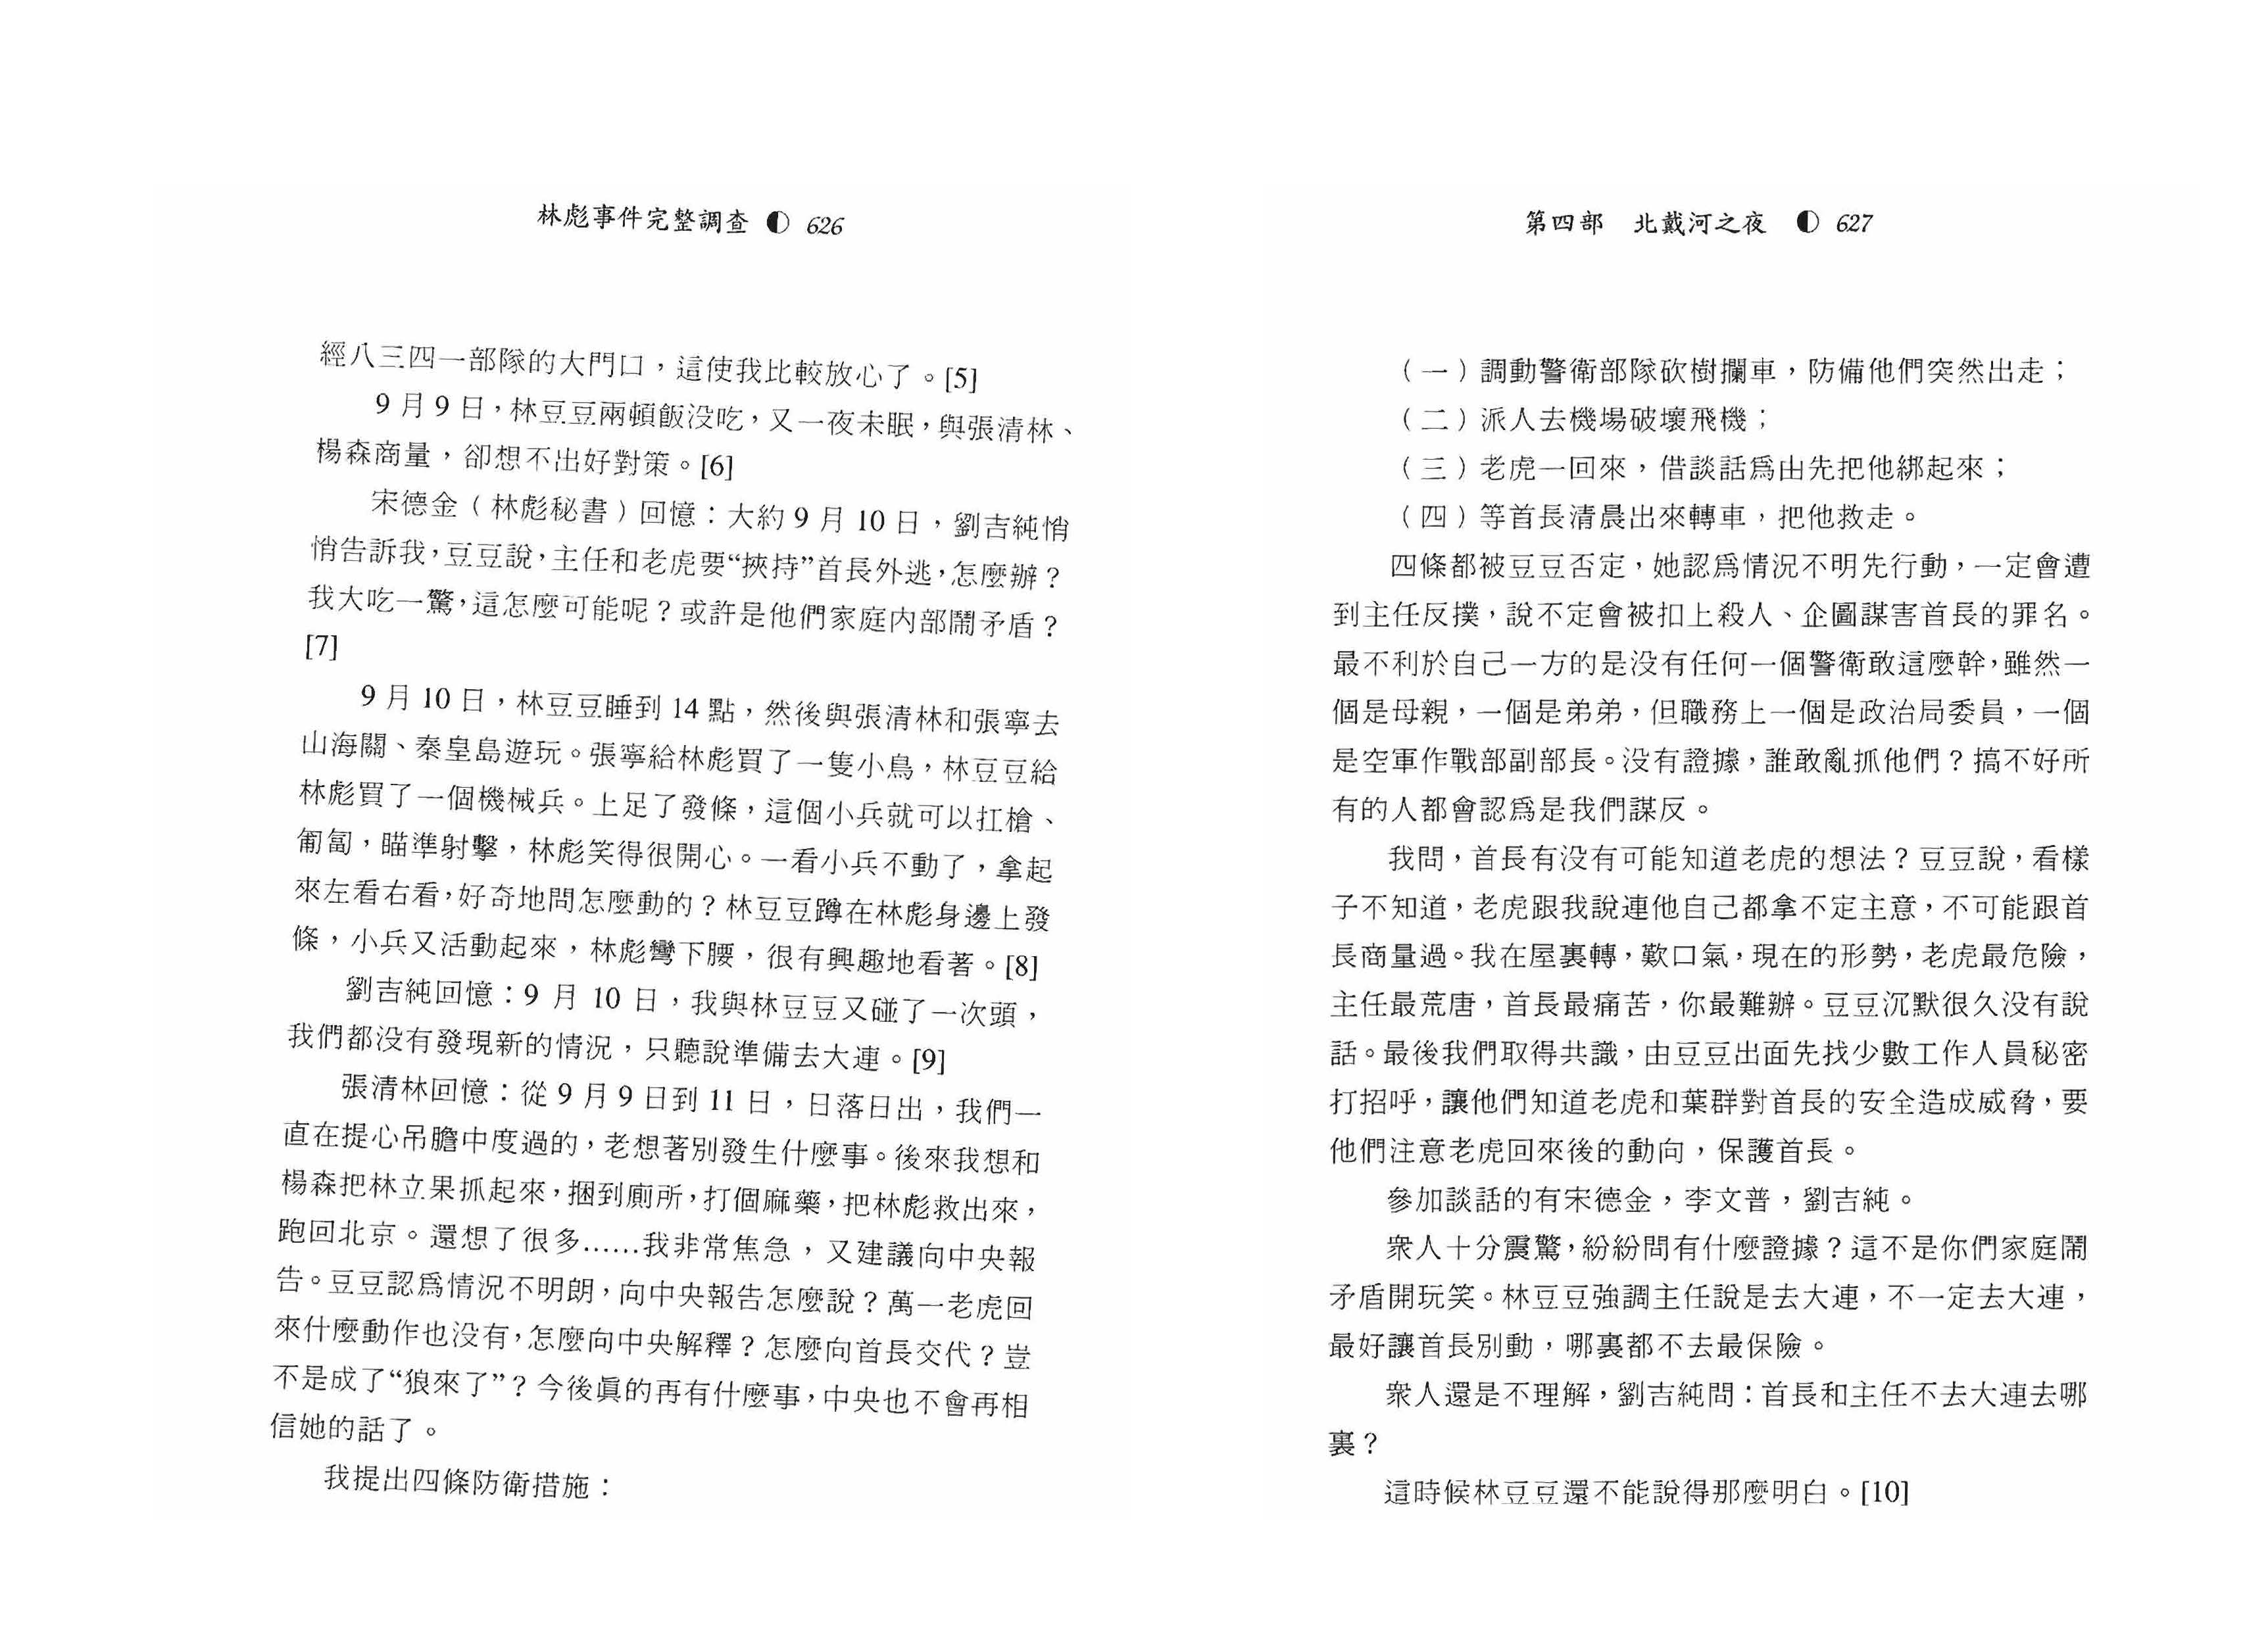 林彪事件完整調查 ◐ 626
經八三四一部隊的大門口，這使我比較放心了。[5]
9 月 9 日，林豆豆兩頓飯没吃，又一夜未眠，與張清林、
楊森商量，卻想不出好對策。[6]
宋德金（林彪秘書）回憶：大約 9 月 10 日，劉吉純悄
悄告訴我，豆豆說，主任和老虎要“挾持”首長外逃，怎麼辦？
我大吃一驚，這怎麼可能呢？或許是他們家庭内部鬧矛盾？
[7]
9 月 10 日，林豆豆睡到 14 點，然後與張清林和張寧去
山海關、秦皇島遊玩。張寧給林彪買了一隻小鳥，林豆豆給
林彪買了一個機械兵。上足了發條，這個小兵就可以扛槍、
匍匐，瞄準射擊，林彪笑得很開心。一看小兵不動了，拿起
來左看右看，好奇地問怎麼動的？林豆豆蹲在林彪身邊上發
條，小兵又活動起來，林彪彎下腰，很有興趣地看著。[8]
劉吉純回憶：9 月 10 日，我與林豆豆又碰了一次頭，
我們都没有發現新的情況，只聽說準備去大連。[9]
張清林回憶：從 9 月 9 日到 11 日，日落日出，我們一
直在提心吊膽中度過的，老想著別發生什麼事。後來我想和
楊森把林立果抓起來，捆到廁所，打個麻藥，把林彪救出來，
跑回北京。還想了很多……我非常焦急，又建議向中央報
告。豆豆認爲情況不明朗，向中央報告怎麼說？萬一老虎回
來什麼動作也没有，怎麼向中央解釋？怎麼向首長交代？豈
不是成了“狼來了”？今後眞的再有什麼事，中央也不會再相
信她的話了。
我提出四條防衛措施：
第四部 北戴河之夜 ◐ 627
（一）調動警衛部隊砍樹攔車，防備他們突然出走；
（二）派人去機場破壞飛機；
（三）老虎一回來，借談話爲由先把他綁起來；
（四）等首長清晨出來轉車，把他救走。
四條都被豆豆否定，她認爲情況不明先行動，一定會遭
到主任反撲，說不定會被扣上殺人、企圖謀害首長的罪名。
最不利於自己一方的是没有任何一個警衛敢這麼幹，雖然一
個是母親，一個是弟弟，但職務上一個是政治局委員，一個
是空軍作戰部副部長。没有證據，誰敢亂抓他們？搞不好所
有的人都會認爲是我們謀反。
我問，首長有没有可能知道老虎的想法？豆豆說，看樣
子不知道，老虎跟我說連他自己都拿不定主意，不可能跟首
長商量過。我在屋裏轉，歎口氣，現在的形勢，老虎最危險，
主任最荒唐，首長最痛苦，你最難辦。豆豆沉默很久没有說
話。最後我們取得共識，由豆豆出面先找少數工作人員秘密
打招呼，讓他們知道老虎和葉群對首長的安全造成威脅，要
他們注意老虎回來後的動向，保護首長。
參加談話的有宋德金，李文普，劉吉純。
衆人十分震驚，紛紛問有什麼證據？這不是你們家庭鬧
矛盾開玩笑。林豆豆強調主任說是去大連，不一定去大連，
最好讓首長別動，哪裏都不去最保險。
衆人還是不理解，劉吉純問：首長和主任不去大連去哪
裏？
這時候林豆豆還不能說得那麼明白。[10]